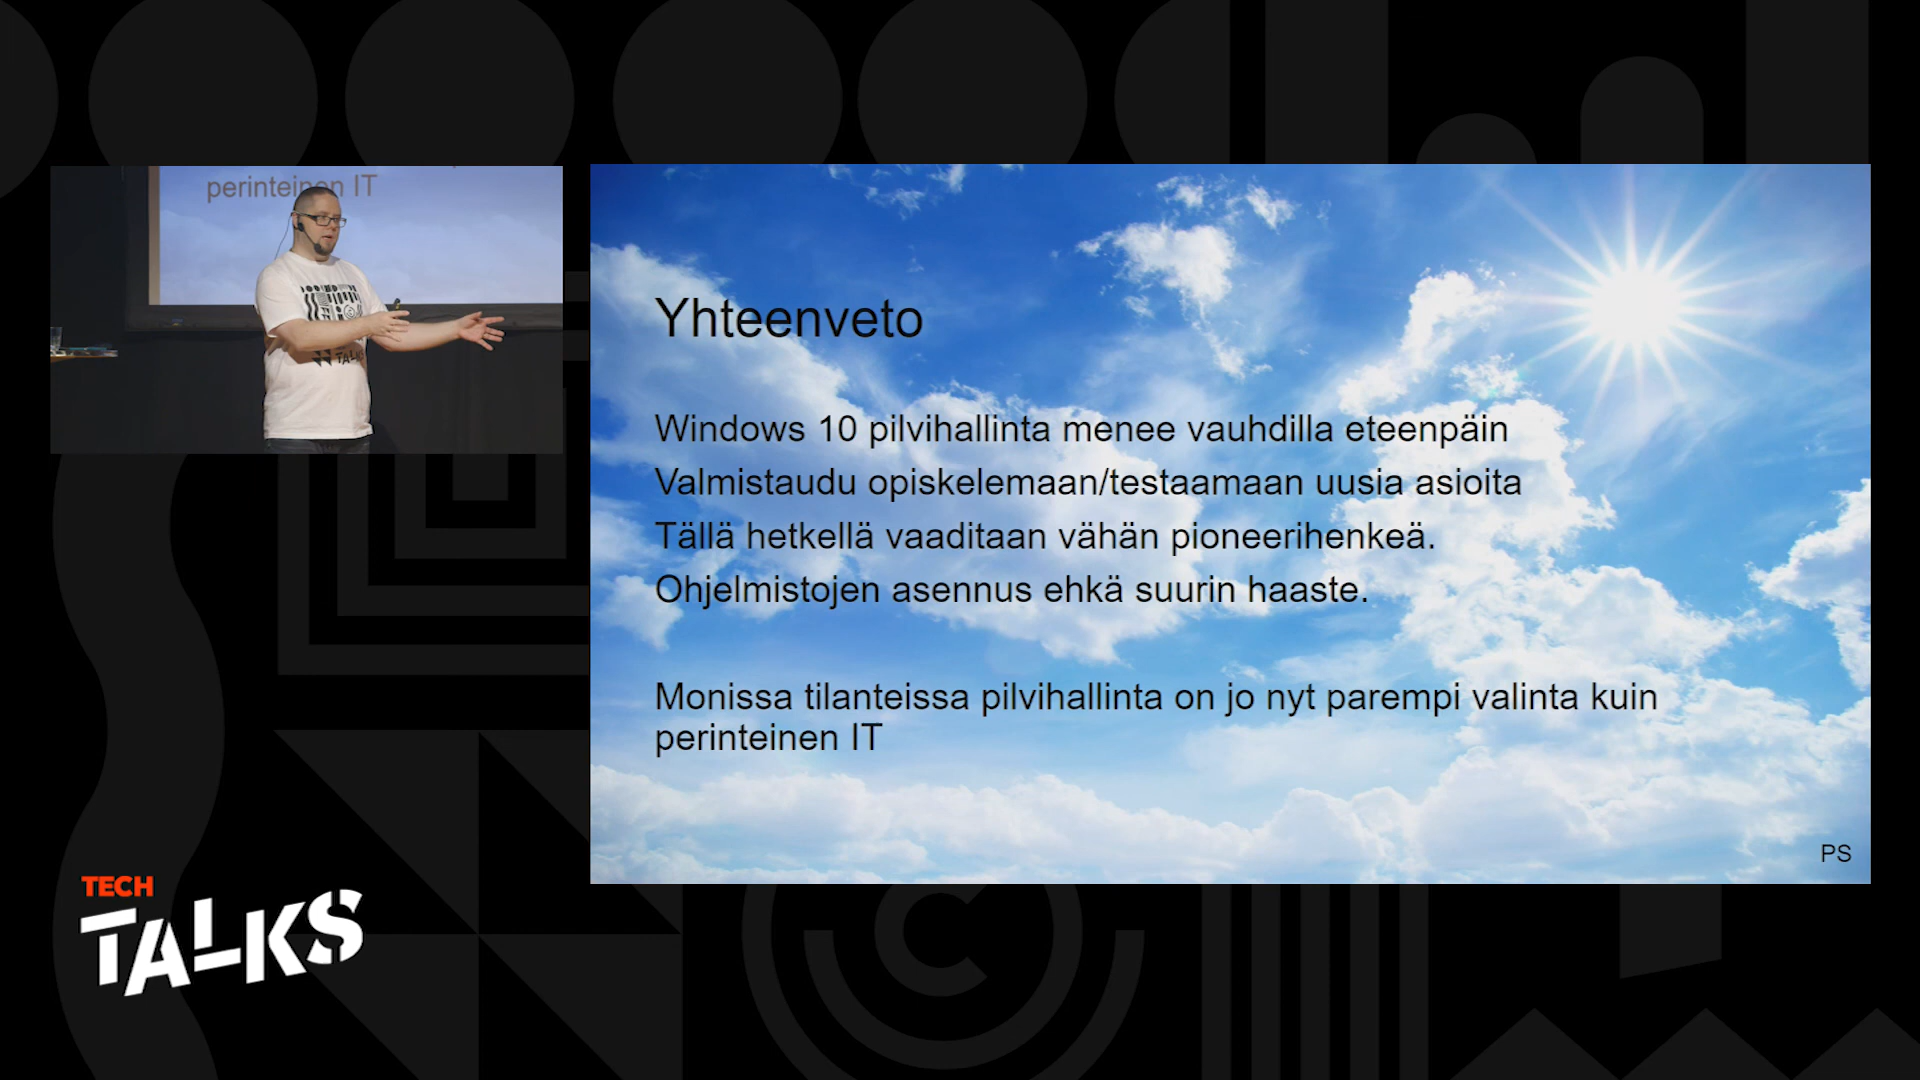 perinteinen IT
TALKS
Yhteenveto
Windows 10 pilvihallinta menee vauhdilla eteenpäin
Valmistaudu opiskelemaan/testaamaan uusia asioita
Tällä hetkellä vaaditaan vähän pioneerihenkeä.
Ohjelmistojen asennus ehkä suurin haaste.
Monissa tilanteissa pilvihallinta on jo nyt parempi valinta kuin
perinteinen IT
PS
TECH
TALKS